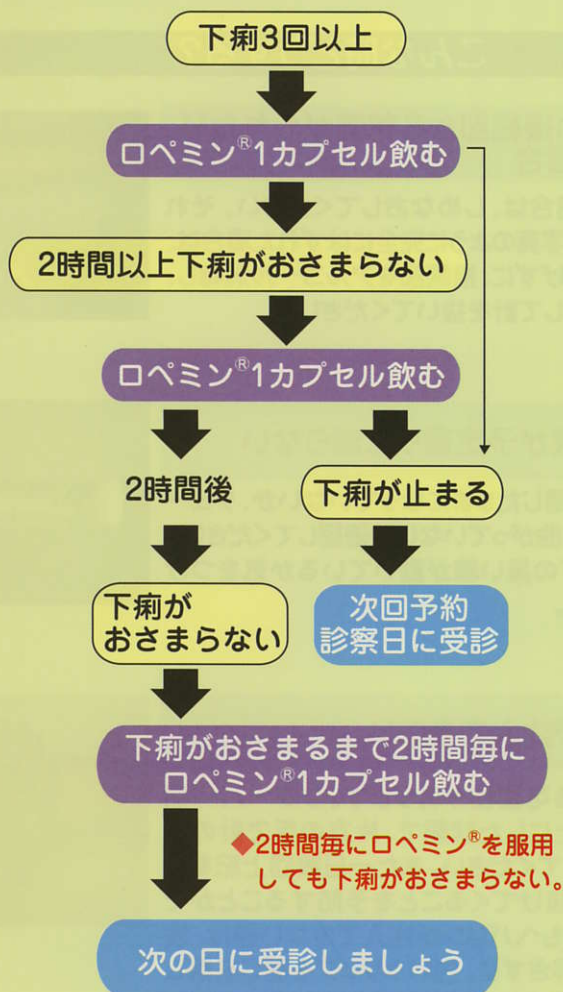 下痢3回以上
ロペミン®1カプセル飲む
2時間以上下痢がおさまらない
ロペミン®1カプセル飲む
2時間後
下痢が止まる
下痢が
おさまらない
次回予約
診察日に受診
下痢がおさまるまで2時間毎に
ロペミン®1カプセル飲む
◆2時間毎にロペミン®を服用
しても下痢がおさまらない。
次の日に受診しましょう